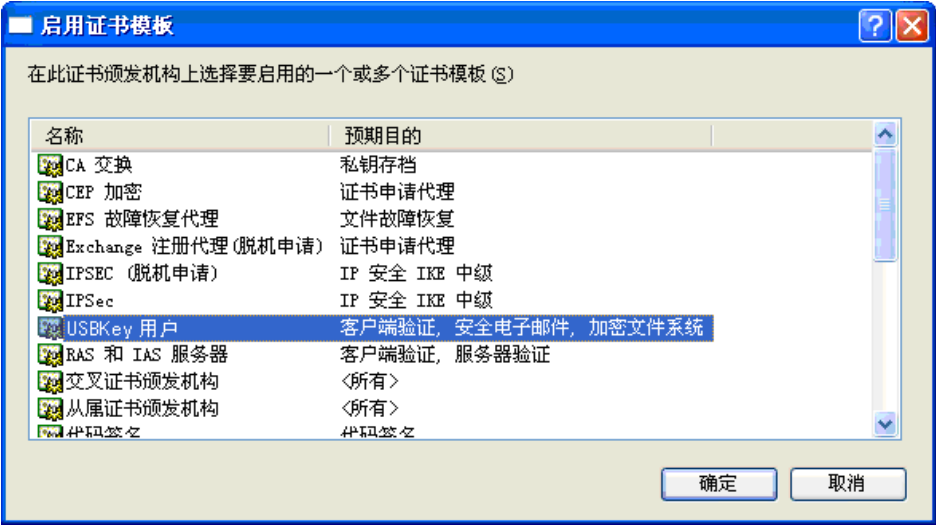 启用证书模板
在此证书颁发机构上选择要启用的一个或多个证书模板(S)
名称 预期目的
CA 交换 私钥存档
CEP 加密 证书申请代理
EFS 故障恢复代理 文件故障恢复
Exchange 注册代理(脱机申请) 证书申请代理
IPSEC (脱机申请) IP 安全 IKE 中级
IPSec IP 安全 IKE 中级
USBKey 用户 客户端验证, 安全电子邮件, 加密文件系统
RAS 和 IAS 服务器 客户端验证, 服务器验证
交叉证书颁发机构 <所有>
从属证书颁发机构 <所有>
代码签名 代码签名
确定 取消